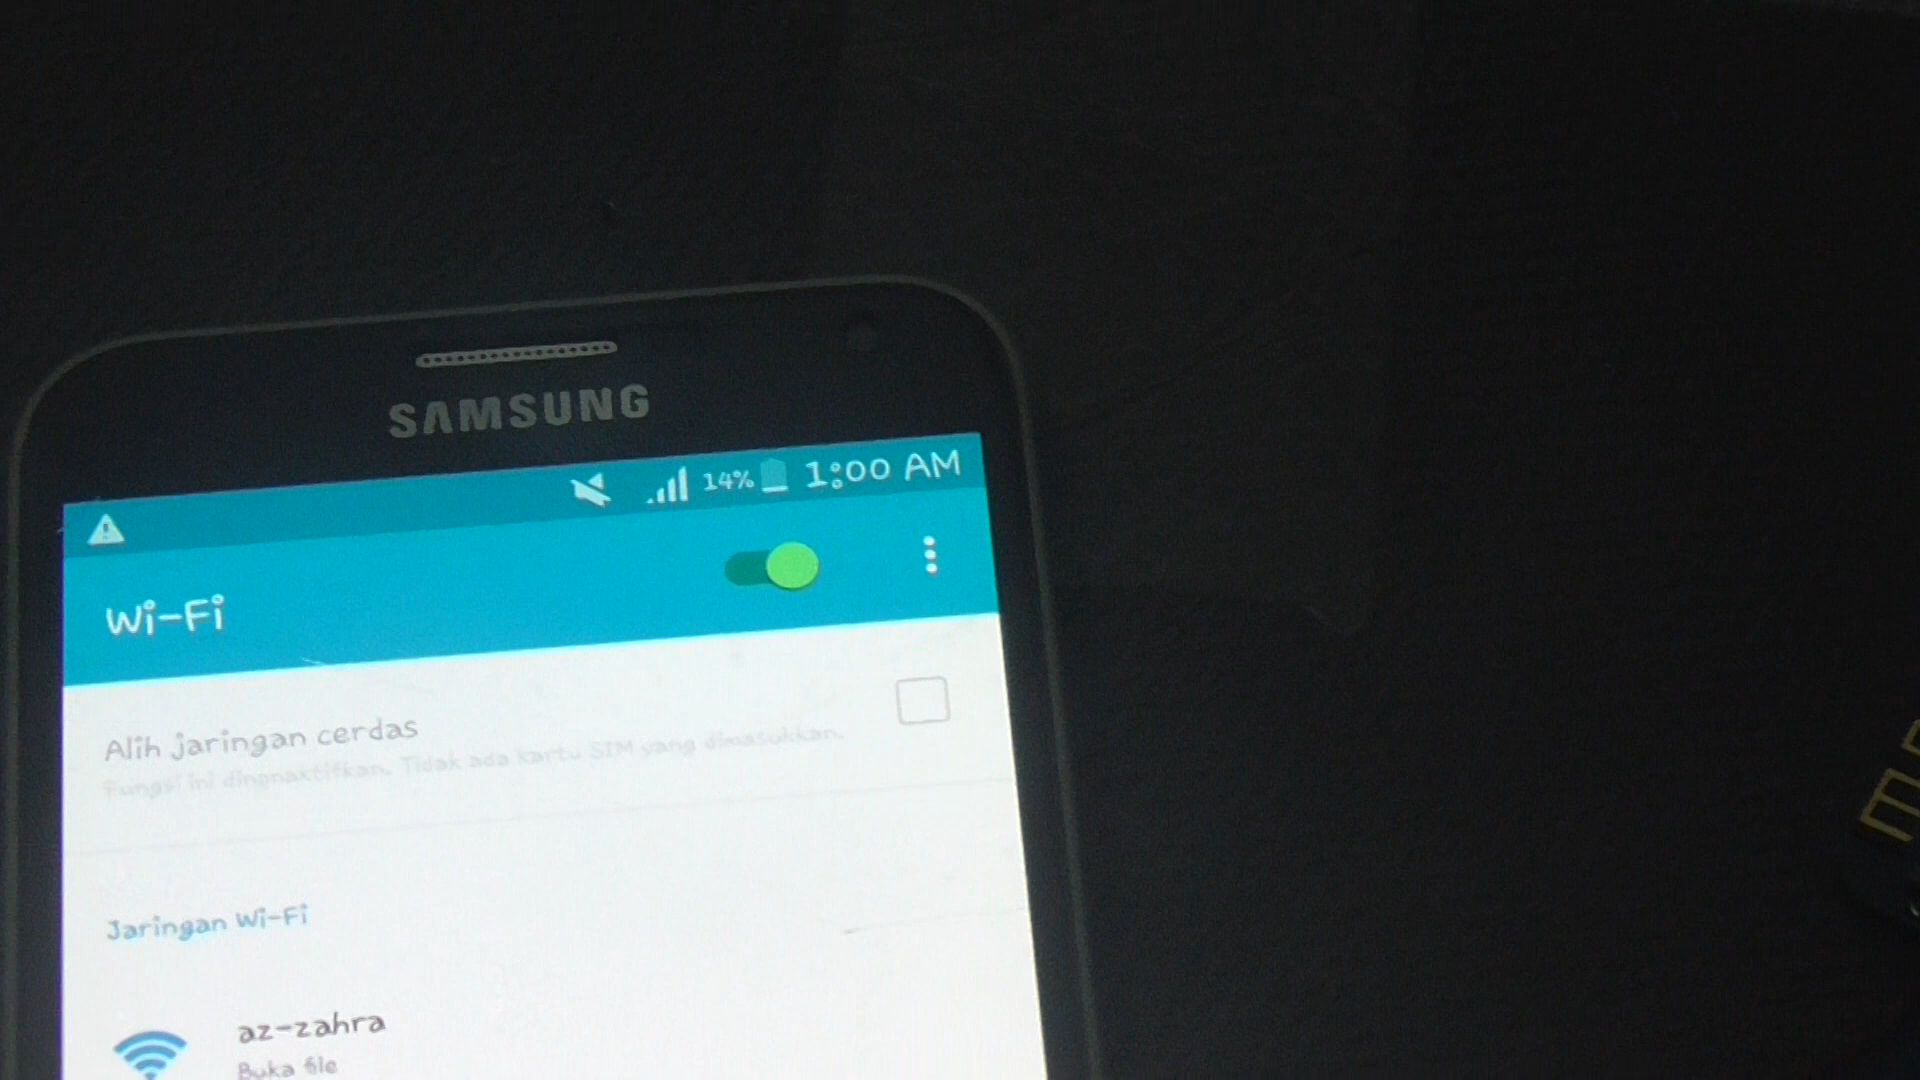 SAMSUNG
14% 1:00 AM
Wi-Fi
Alih jaringan cerdas
Fungsi ini dinonaktifkan. Tidak ada kartu SIM yang dimasukkan.
Jaringan Wi-Fi
az-zahra
Buka file